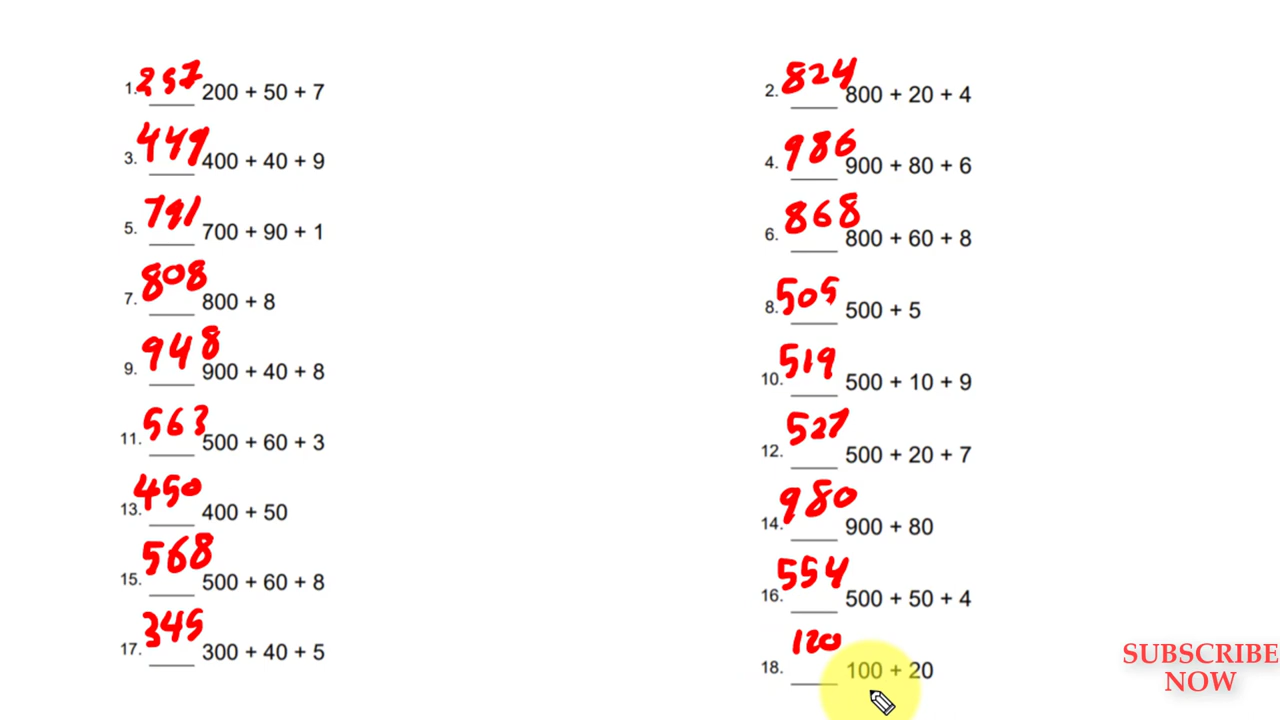 1. 257 200 + 50 + 7
2. 824 800 + 20 + 4
3. 449 400 + 40 + 9
4. 986 900 + 80 + 6
5. 791 700 + 90 + 1
6. 868 800 + 60 + 8
7. 808 800 + 8
8. 505 500 + 5
9. 948 900 + 40 + 8
10. 519 500 + 10 + 9
11. 563 500 + 60 + 3
12. 527 500 + 20 + 7
13. 450 400 + 50
14. 980 900 + 80
15. 568 500 + 60 + 8
16. 554 500 + 50 + 4
17. 345 300 + 40 + 5
18. 120 100 + 20
SUBSCRIBE
NOW